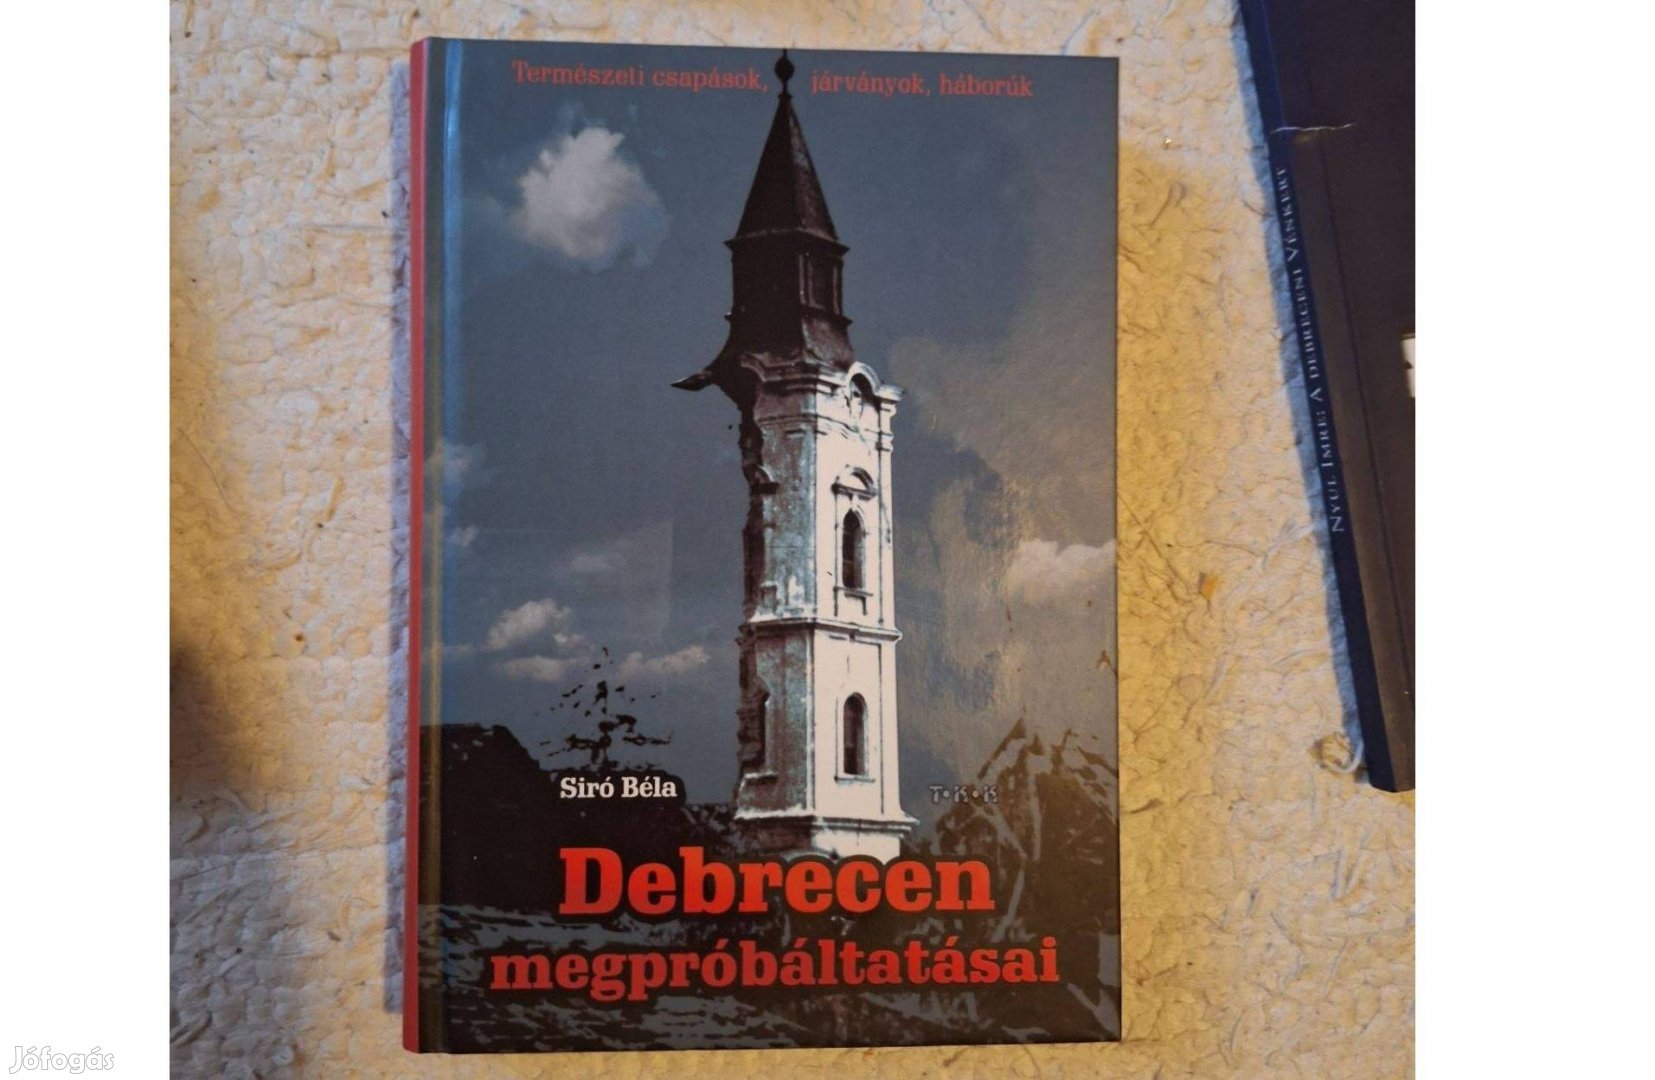 Természeti csapások, járványok, háborúk
Siró Béla
T•K•K
Debrecen
megpróbáltatásai
Nyul Imre: A debreceni Vénkert
Jófogás